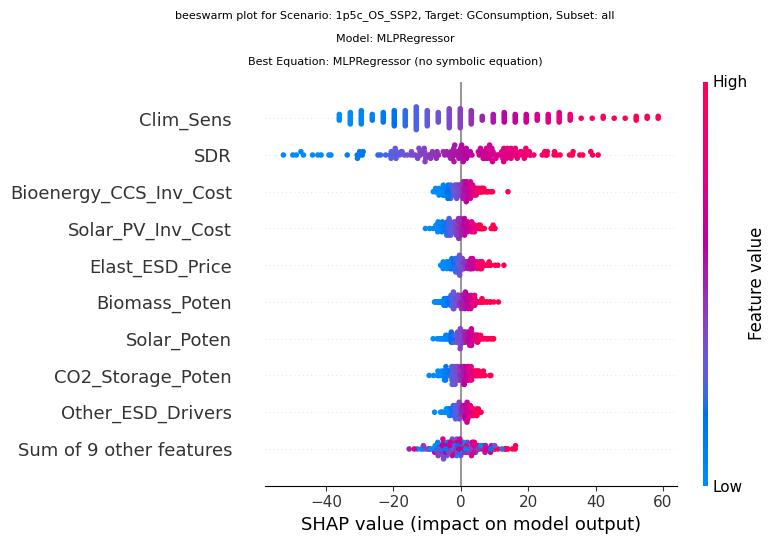 beeswarm plot for Scenario: 1p5c_OS_SSP2, Target: GConsumption, Subset: all
Model: MLPRegressor
Best Equation: MLPRegressor (no symbolic equation)
High
Clim_Sens
SDR
Bioenergy_CCS_Inv_Cost
Solar_PV_Inv_Cost
Elast_ESD_Price
Biomass_Poten
Solar_Poten
CO2_Storage_Poten
Other_ESD_Drivers
Sum of 9 other features
Feature value
Low
−40 −20 0 20 40 60
SHAP value (impact on model output)